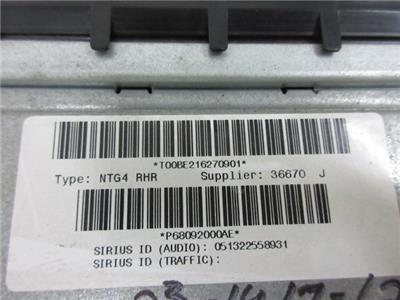 *T00BE216270901*
Type: NTG4 RHR Supplier: 36670 J
*P68092000AE*
SIRIUS ID (AUDIO): 051322558931
SIRIUS ID (TRAFFIC):